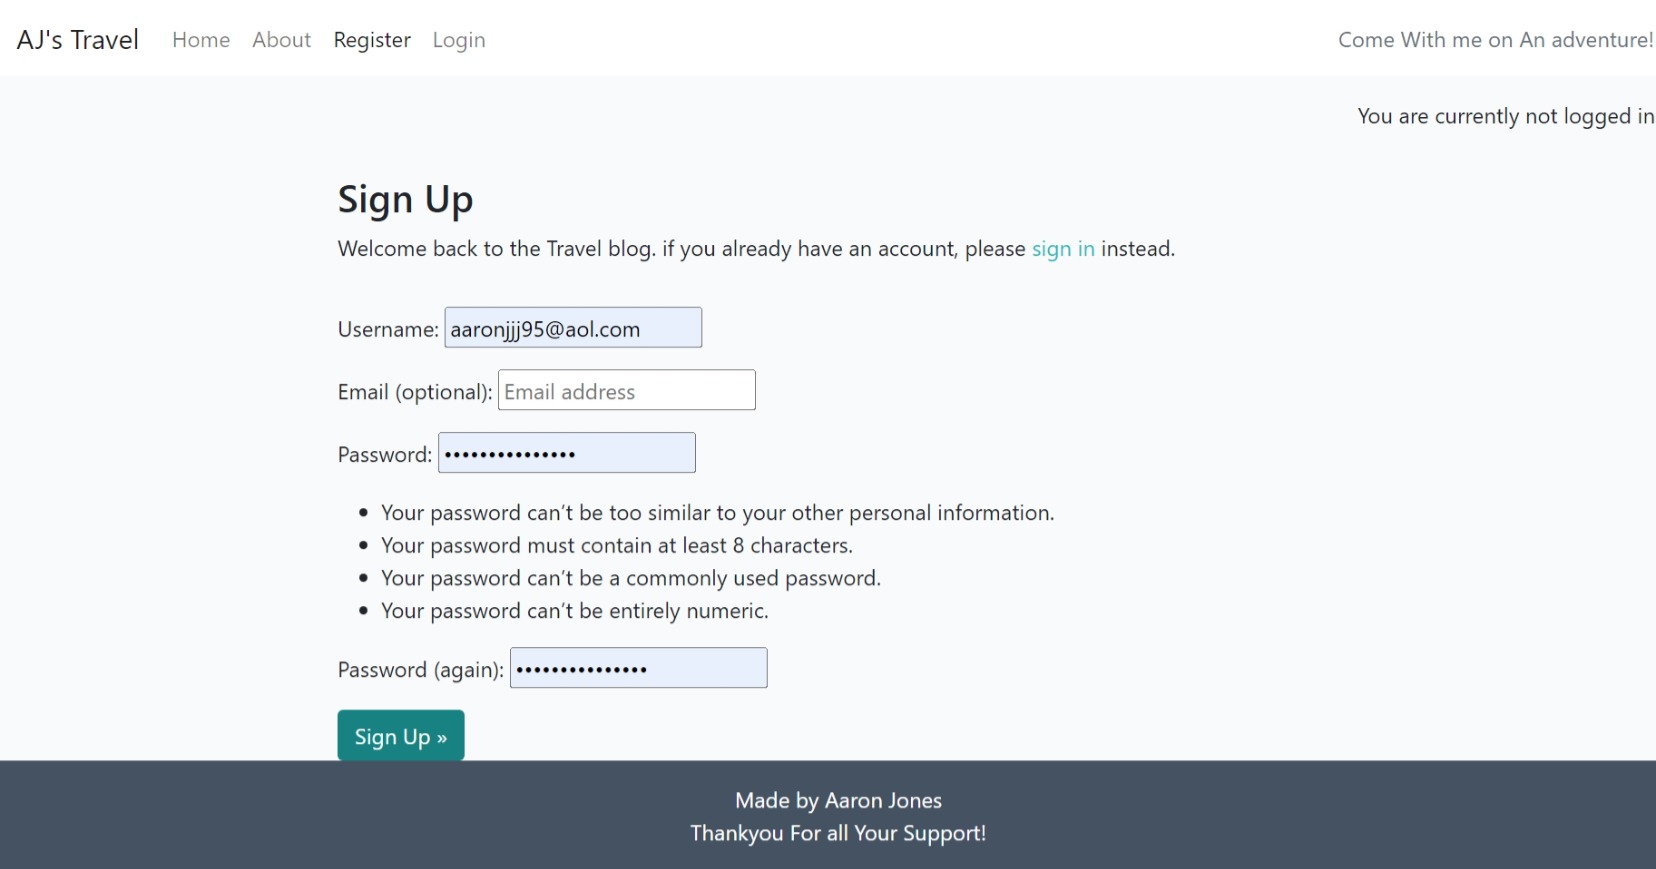 AJ's Travel Home About Register Login Come With me on An adventure!
You are currently not logged in
Sign Up
Welcome back to the Travel blog. if you already have an account, please sign in instead.
Username: aaronjjj95@aol.com
Email (optional): Email address
Password: •••••••••••••••
• Your password can’t be too similar to your other personal information.
• Your password must contain at least 8 characters.
• Your password can’t be a commonly used password.
• Your password can’t be entirely numeric.
Password (again): •••••••••••••••
Sign Up »
Made by Aaron Jones
Thankyou For all Your Support!